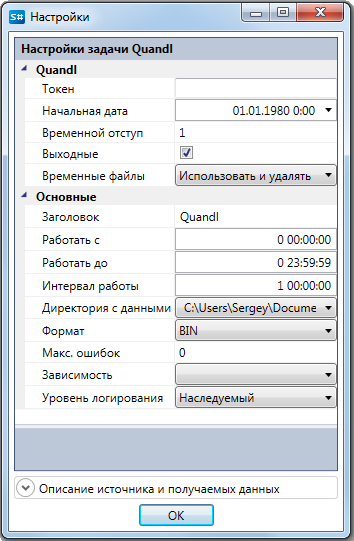 S# Настройки
Настройки задачи Quandl
Quandl
Токен
Начальная дата 01.01.1980 0:00
Временной отступ 1
Выходные
Временные файлы Использовать и удалять
Основные
Заголовок Quandl
Работать с 0 00:00:00
Работать до 0 23:59:59
Интервал работы 1 00:00:00
Директория с данными C:\Users\Sergey\Docume
Формат BIN
Макс. ошибок 0
Зависимость
Уровень логирования Наследуемый
Описание источника и получаемых данных
OK